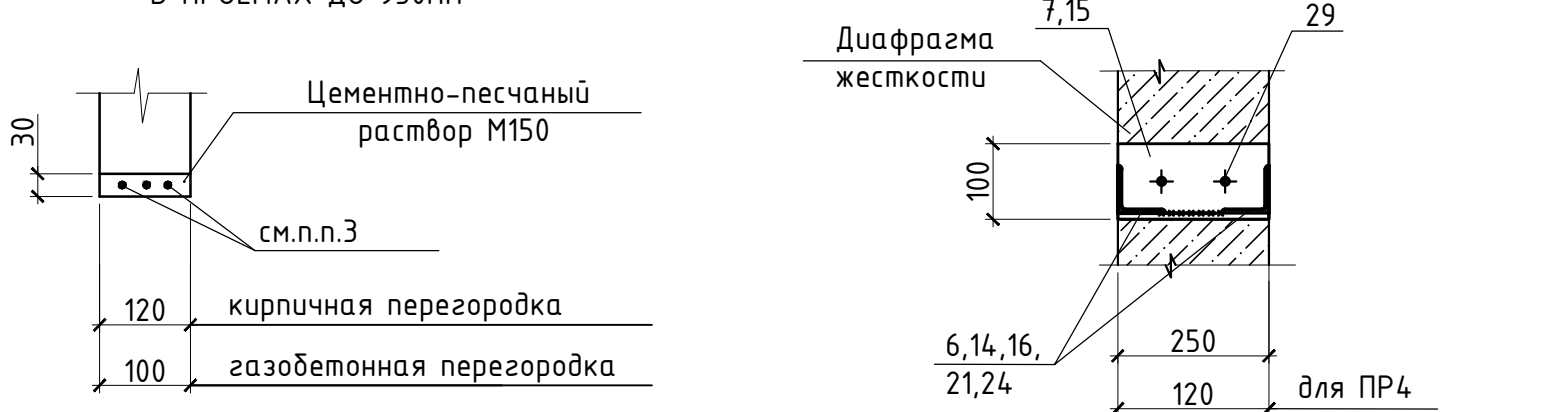 В ПРОЕМАХ ДО 950мм
30
Цементно-песчаный
раствор М150
см.п.п.3
120
кирпичная перегородка
100
газобетонная перегородка
7,15
29
Диафрагма
жесткости
100
6,14,16,
21,24
250
120
для ПР4